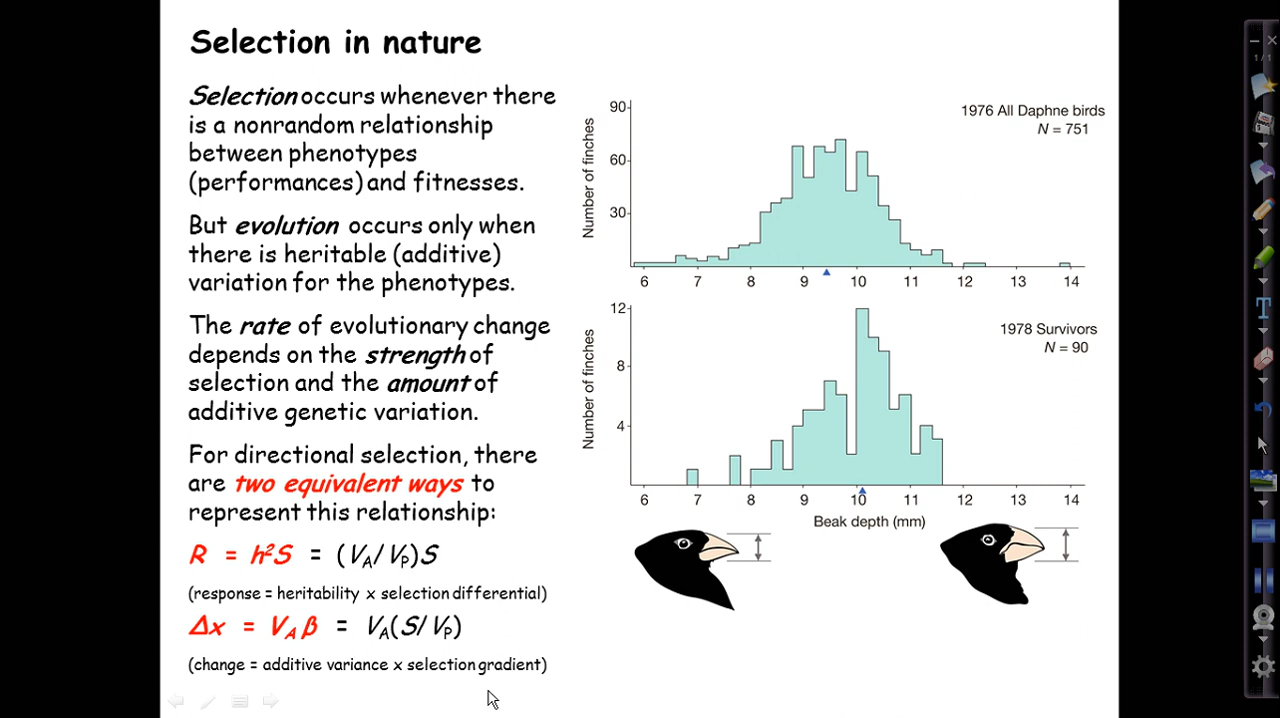 Selection in nature
Selection occurs whenever there
is a nonrandom relationship
between phenotypes
(performances) and fitnesses.
But evolution occurs only when
there is heritable (additive)
variation for the phenotypes.
The rate of evolutionary change
depends on the strength of
selection and the amount of
additive genetic variation.
For directional selection, there
are two equivalent ways to
represent this relationship:
R = h²S = (VA/VP)S
(response = heritability x selection differential)
Δx = VA β = VA(S/VP)
(change = additive variance x selection gradient)
1976 All Daphne birds
N = 751
Number of finches
90
60
30
6 7 8 9 10 11 12 13 14
1978 Survivors
N = 90
Number of finches
12
8
4
6 7 8 9 10 11 12 13 14
Beak depth (mm)
1/1
T